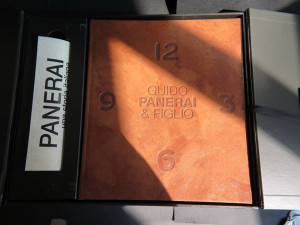 PANERAI
12
9
3
6
GUIDO
PANERAI
& FIGLIO